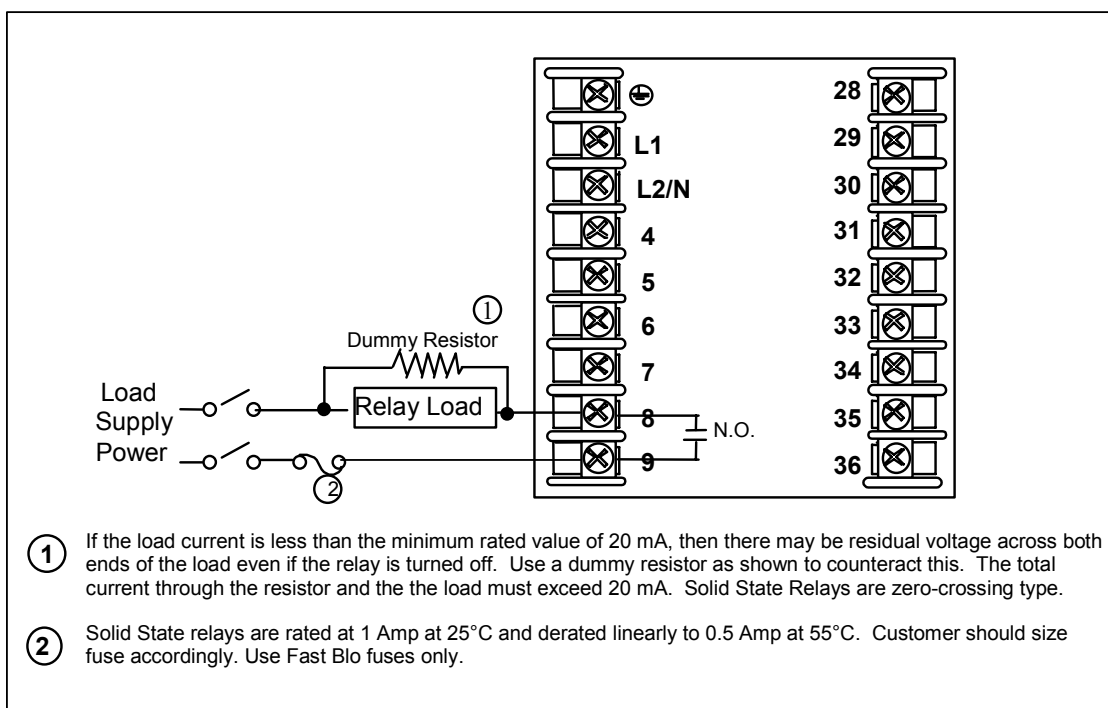 L1
L2/N
4
5
6
7
8
9
28
29
30
31
32
33
34
35
36
1
Dummy Resistor
Load
Supply
Power
Relay Load
N.O.
2
1 If the load current is less than the minimum rated value of 20 mA, then there may be residual voltage across both
ends of the load even if the relay is turned off. Use a dummy resistor as shown to counteract this. The total
current through the resistor and the the load must exceed 20 mA. Solid State Relays are zero-crossing type.
2 Solid State relays are rated at 1 Amp at 25°C and derated linearly to 0.5 Amp at 55°C. Customer should size
fuse accordingly. Use Fast Blo fuses only.